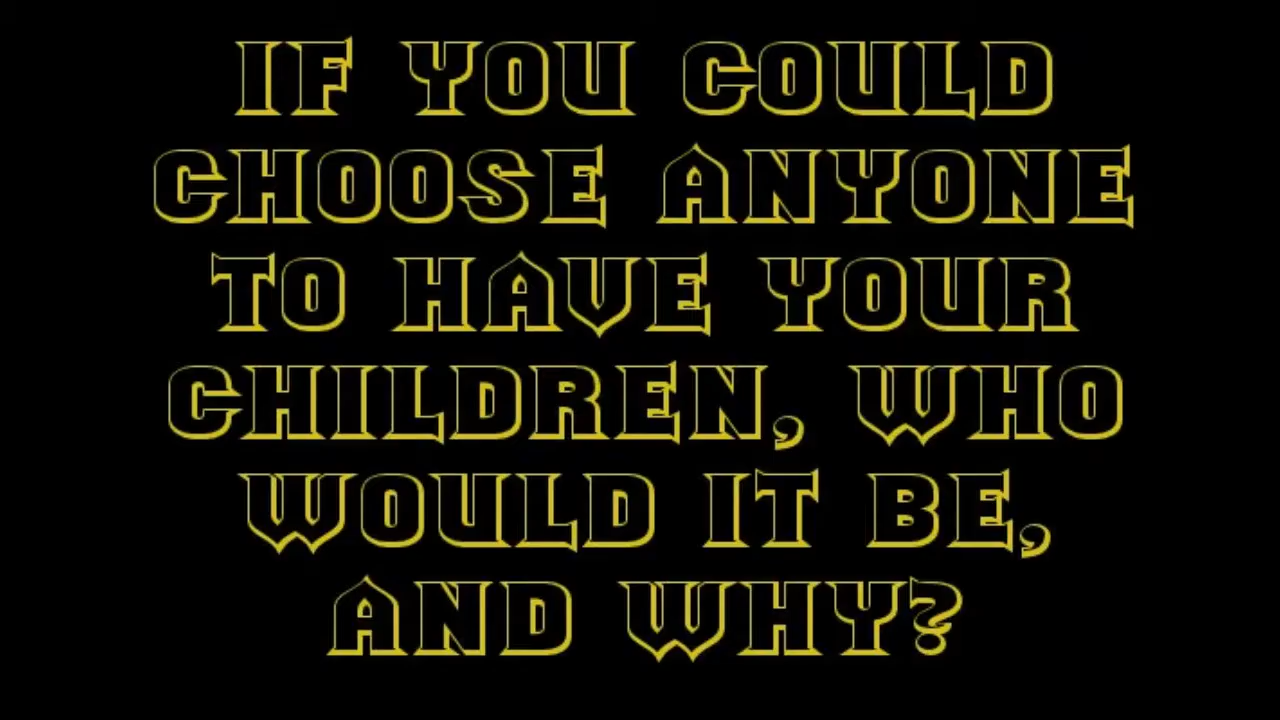 IF YOU COULD
CHOOSE ANYONE
TO HAVE YOUR
CHILDREN, WHO
WOULD IT BE,
AND WHY?